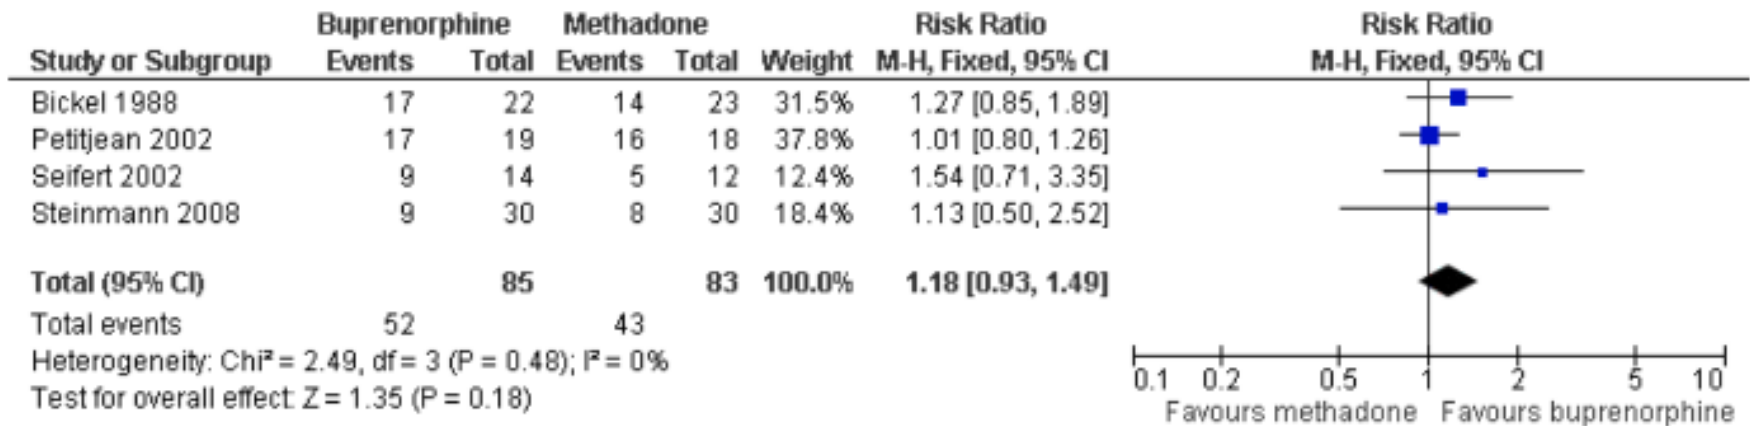 Buprenorphine Methadone Risk Ratio Risk Ratio
Study or Subgroup Events Total Events Total Weight M-H, Fixed, 95% CI M-H, Fixed, 95% CI
Bickel 1988 17 22 14 23 31.5% 1.27 [0.85, 1.89]
Petitjean 2002 17 19 16 18 37.8% 1.01 [0.80, 1.26]
Seifert 2002 9 14 5 12 12.4% 1.54 [0.71, 3.35]
Steinmann 2008 9 30 8 30 18.4% 1.13 [0.50, 2.52]
Total (95% CI) 85 83 100.0% 1.18 [0.93, 1.49]
Total events 52 43
Heterogeneity: Chi² = 2.49, df = 3 (P = 0.48); I² = 0%
Test for overall effect: Z = 1.35 (P = 0.18)
0.1 0.2 0.5 1 2 5 10
Favours methadone Favours buprenorphine